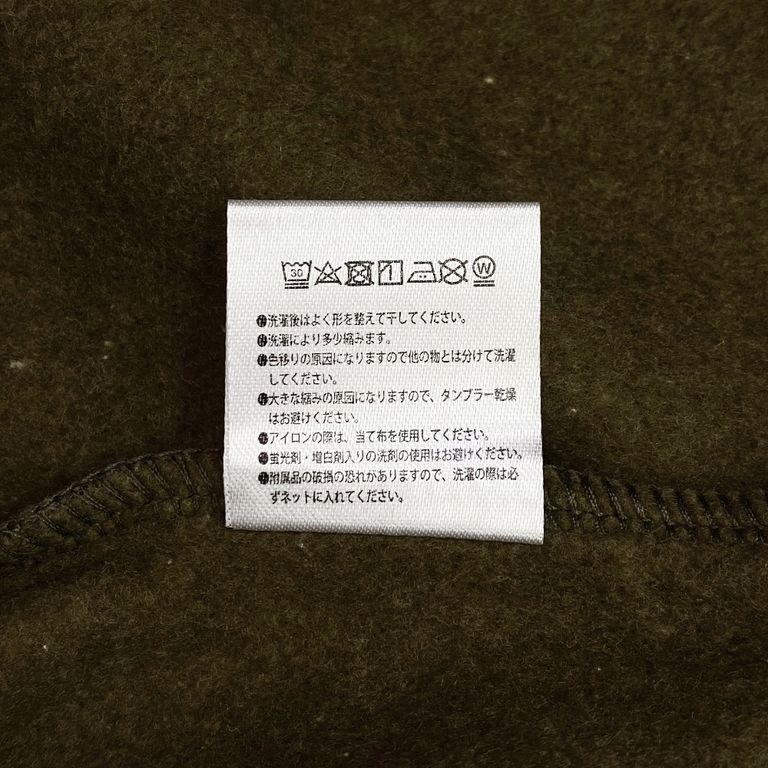 30 1 W
●洗濯後はよく形を整えて干してください。
●洗濯により多少縮みます。
●色移りの原因になりますので他の物とは分けて洗濯
してください。
●大きな縮みの原因になりますので、タンブラー乾燥
はお避けください。
●アイロンの際は、当て布を使用してください。
●蛍光剤・増白剤入りの洗剤の使用はお避けください。
●附属品の破損の恐れがありますので、洗濯の際は必
ずネットに入れてください。